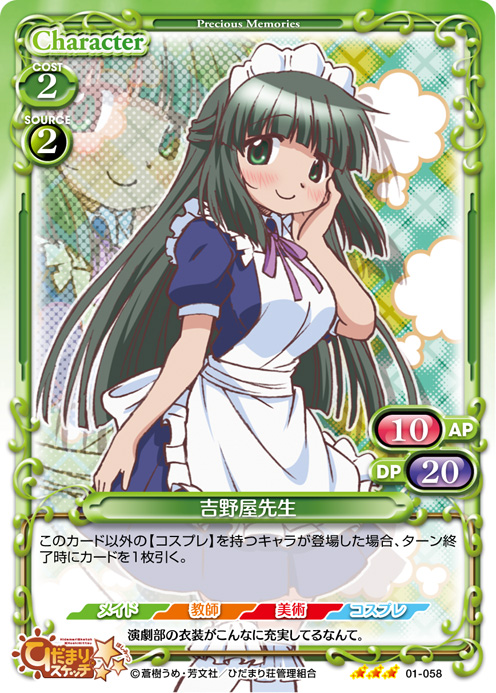 Precious Memories
Character
COST
2
SOURCE
2
10 AP
DP 20
吉野屋先生
このカード以外の【コスプレ】を持つキャラが登場した場合、ターン終
了時にカードを1枚引く。
メイド 教師 美術 コスプレ
演劇部の衣装がこんなに充実してるなんて。
ひだまりスケッチ
©蒼樹うめ・芳文社／ひだまり荘管理組合
01-058